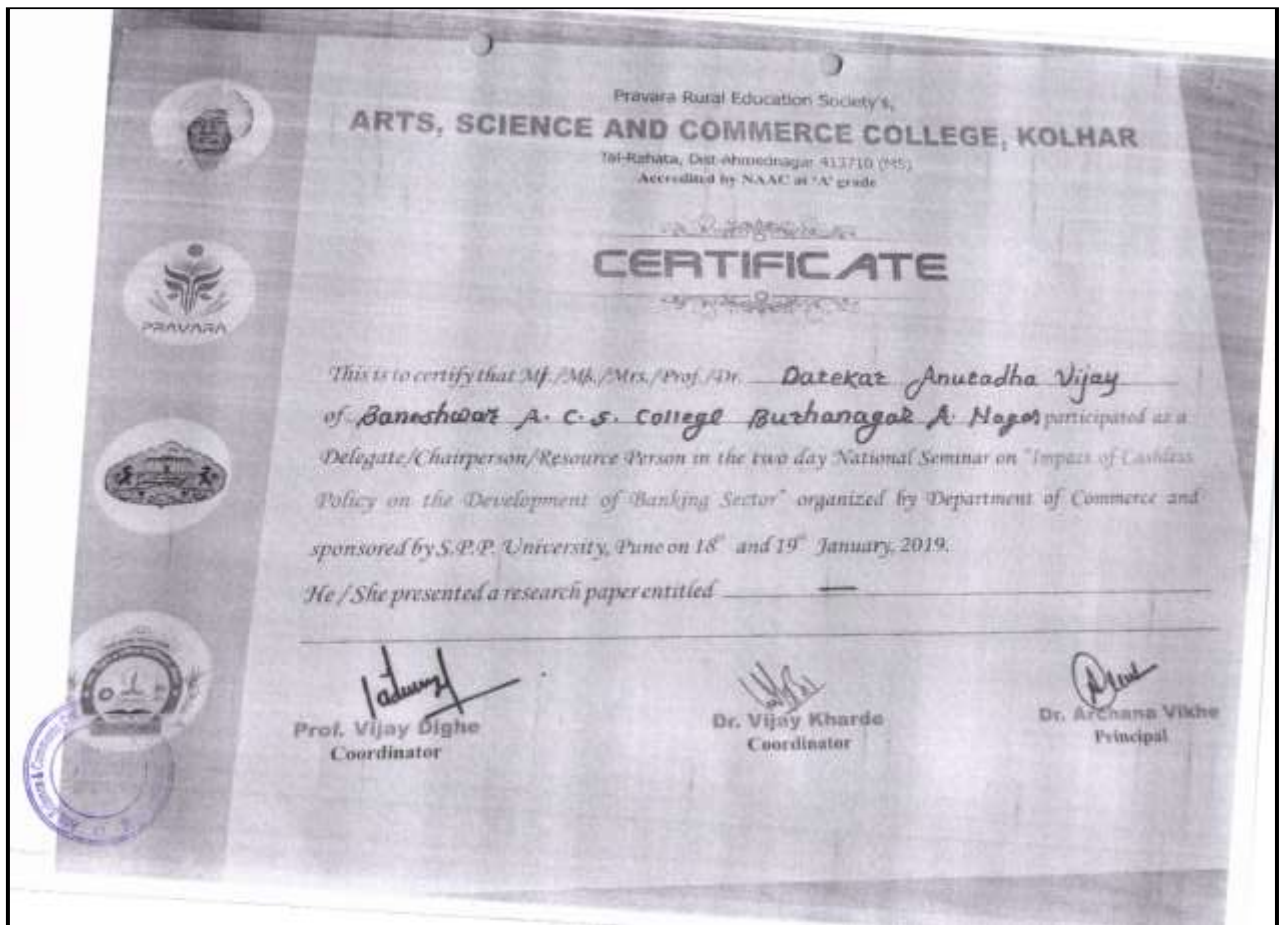 Pravara Rural Education Society's,
ARTS, SCIENCE AND COMMERCE COLLEGE, KOLHAR
Tal-Rahata, Dist-Ahmednagar 413710 (MS)
Accredited by NAAC at 'A' grade
CERTIFICATE
PRAVARA
This is to certify that Mr./Ms./Mrs./Prof./Dr. Darekar Anuradha Vijay
of Baneshwar A. C. S. College Burhanagar A. Nagar participated as a
Delegate/Chairperson/Resource Person in the two day National Seminar on "Impact of Cashless
Policy on the Development of Banking Sector" organized by Department of Commerce and
sponsored by S.P.P. University, Pune on 18th and 19th January, 2019.
He / She presented a research paper entitled —
Prof. Vijay Dighe
Coordinator
Dr. Vijay Kharde
Coordinator
Dr. Archana Vikhe
Principal